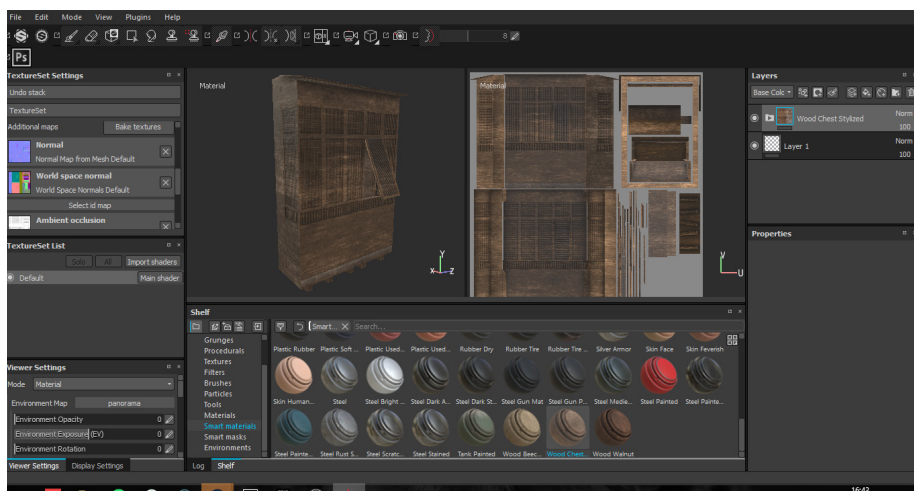 File Edit Mode View Plugins Help
8
Ps
TextureSet Settings
Undo stack
TextureSet
Additional maps
Bake textures
Normal
Normal Map from Mesh Default
World space normal
World Space Normals Default
Select id map
Ambient occlusion
TextureSet List
Solo All Import shaders
Default Main shader
Viewer Settings
Mode Material
Environment Map panorama
Environment Opacity 0
Environment Exposure (EV) 0
Environment Rotation 0
Viewer Settings Display Settings
Material
Y
X Z
Material
V
U
Shelf
Smart... Search...
Grunges
Procedurals
Textures
Filters
Brushes
Particles
Tools
Materials
Smart materials
Smart masks
Environments
Plastic Rubber Plastic Soft ... Plastic Used... Plastic Used... Rubber Dry Rubber Tire Rubber Tire ... Silver Armor Skin Face Skin Feverish
Skin Human... Steel Steel Bright ... Steel Dark A... Steel Dark St... Steel Gun Mat Steel Gun P... Steel Medie... Steel Painted Steel Painte...
Steel Painte... Steel Rust S... Steel Scratc... Steel Stained Tank Painted Wood Beec... Wood Chest... Wood Walnut
Log Shelf
Layers
Base Colc
Wood Chest Stylized Norm
100
Layer 1 Norm
100
Properties
16:42